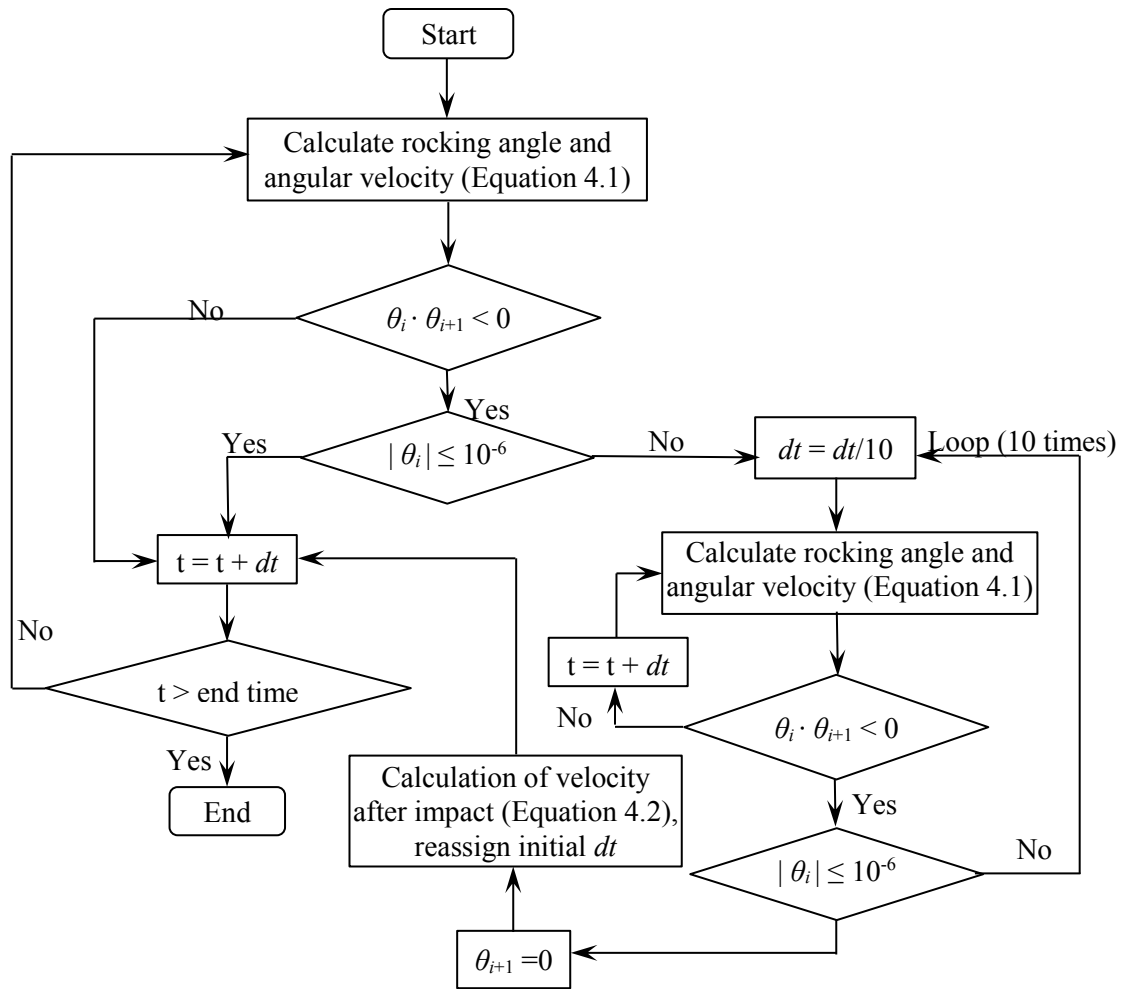 Start
Calculate rocking angle and
angular velocity (Equation 4.1)
No
θi · θi+1 < 0
Yes
Yes
| θi | ≤ 10-6
No
dt = dt/10
Loop (10 times)
t = t + dt
Calculate rocking angle and
angular velocity (Equation 4.1)
No
t = t + dt
t > end time
No
θi · θi+1 < 0
Yes
Calculation of velocity
after impact (Equation 4.2),
reassign initial dt
Yes
End
No
| θi | ≤ 10-6
θi+1 =0